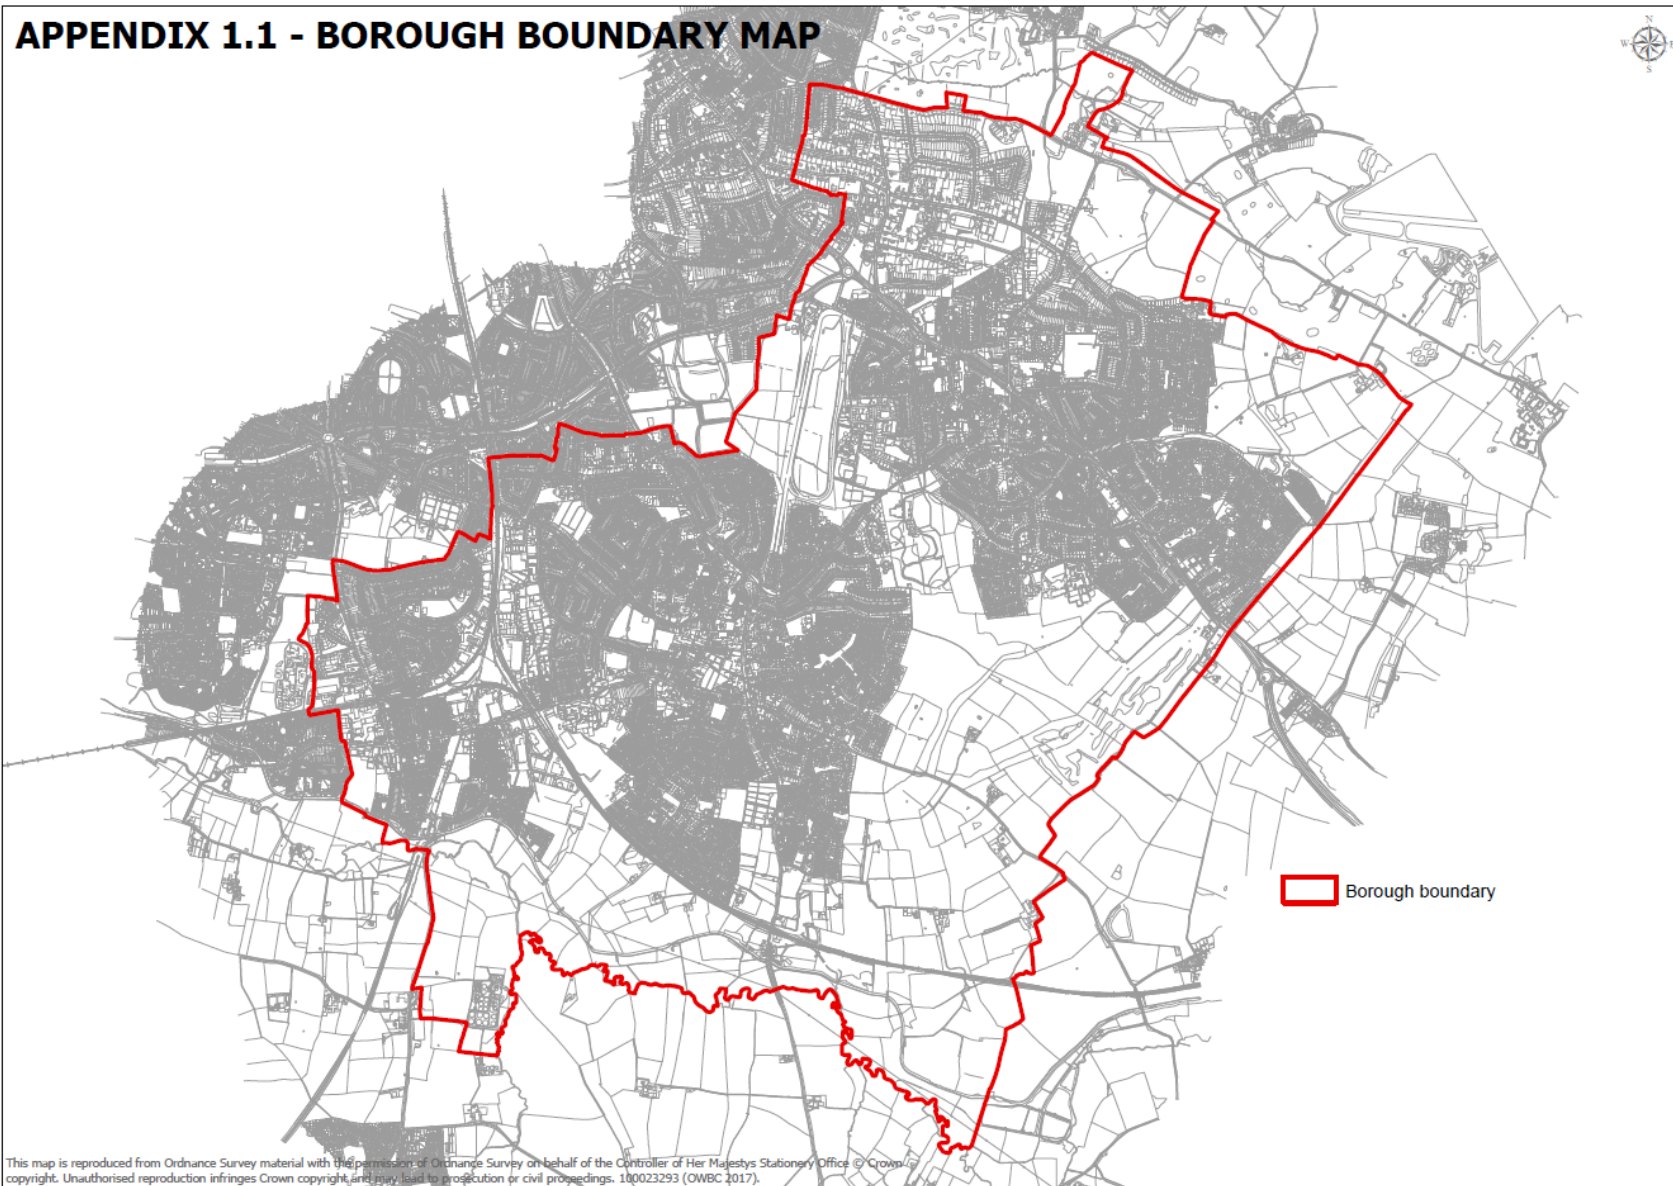 APPENDIX 1.1 - BOROUGH BOUNDARY MAP
N
W
E
S
Borough boundary
This map is reproduced from Ordnance Survey material with the permission of Ordnance Survey on behalf of the Controller of Her Majestys Stationery Office © Crown
copyright. Unauthorised reproduction infringes Crown copyright and may lead to prosecution or civil proceedings. 100023293 (OWBC 2017).